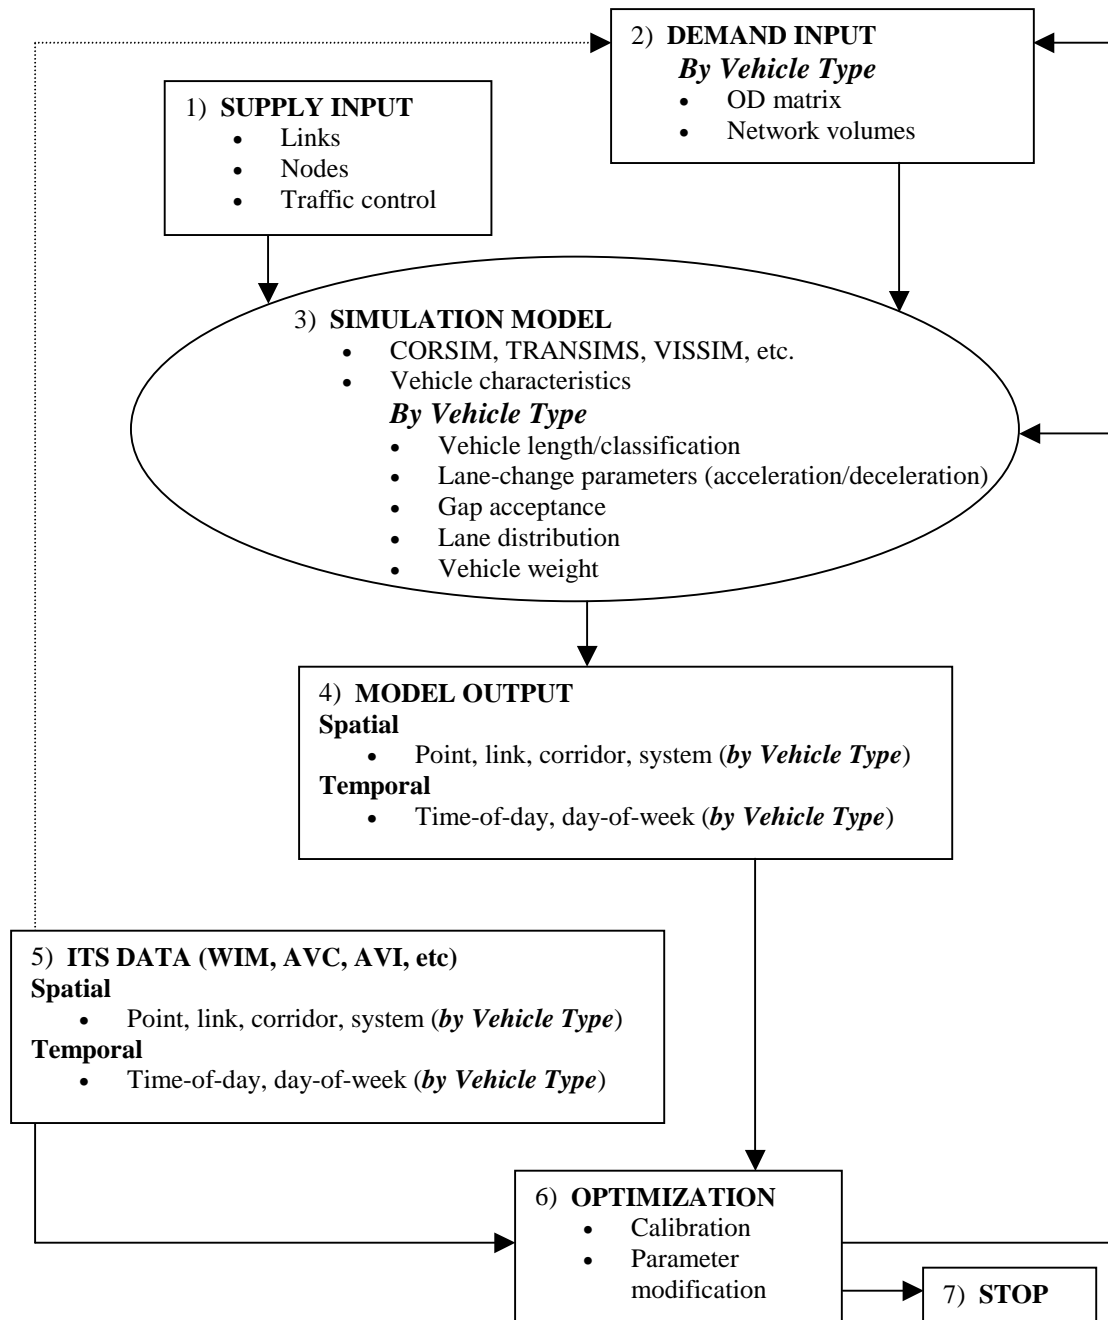 2) DEMAND INPUT
By Vehicle Type
• OD matrix
• Network volumes
1) SUPPLY INPUT
• Links
• Nodes
• Traffic control
3) SIMULATION MODEL
• CORSIM, TRANSIMS, VISSIM, etc.
• Vehicle characteristics
By Vehicle Type
• Vehicle length/classification
• Lane-change parameters (acceleration/deceleration)
• Gap acceptance
• Lane distribution
• Vehicle weight
4) MODEL OUTPUT
Spatial
• Point, link, corridor, system (by Vehicle Type)
Temporal
• Time-of-day, day-of-week (by Vehicle Type)
5) ITS DATA (WIM, AVC, AVI, etc)
Spatial
• Point, link, corridor, system (by Vehicle Type)
Temporal
• Time-of-day, day-of-week (by Vehicle Type)
6) OPTIMIZATION
• Calibration
• Parameter
modification
7) STOP